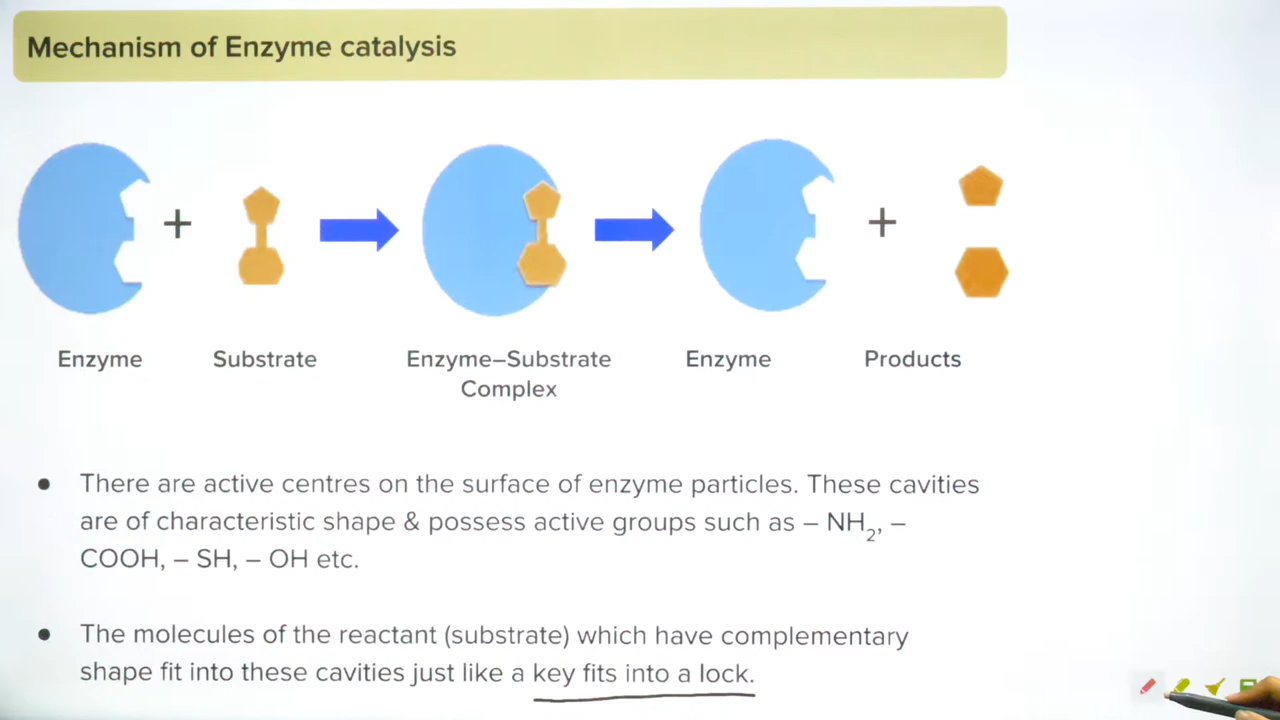 Mechanism of Enzyme catalysis
+
+
Enzyme
Substrate
Enzyme–Substrate
Complex
Enzyme
Products
● There are active centres on the surface of enzyme particles. These cavities
are of characteristic shape & possess active groups such as – NH₂, –
COOH, – SH, – OH etc.
● The molecules of the reactant (substrate) which have complementary
shape fit into these cavities just like a key fits into a lock.